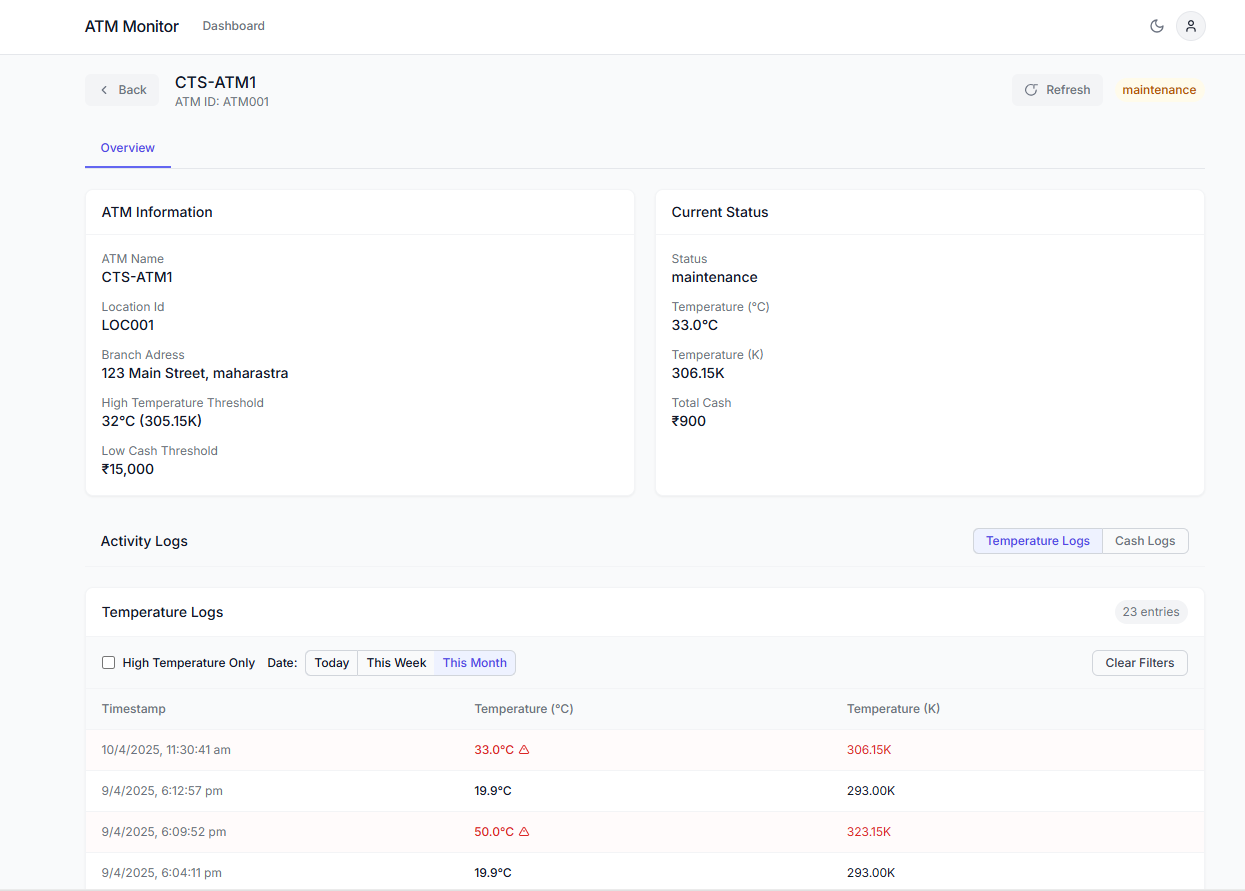 ATM Monitor Dashboard
Back
CTS-ATM1
ATM ID: ATM001
Refresh
maintenance
Overview
ATM Information
ATM Name
CTS-ATM1
Location Id
LOC001
Branch Adress
123 Main Street, maharastra
High Temperature Threshold
32°C (305.15K)
Low Cash Threshold
₹15,000
Current Status
Status
maintenance
Temperature (°C)
33.0°C
Temperature (K)
306.15K
Total Cash
₹900
Activity Logs
Temperature Logs Cash Logs
Temperature Logs
23 entries
High Temperature Only Date: Today This Week This Month Clear Filters
Timestamp Temperature (°C) Temperature (K)
10/4/2025, 11:30:41 am 33.0°C 306.15K
9/4/2025, 6:12:57 pm 19.9°C 293.00K
9/4/2025, 6:09:52 pm 50.0°C 323.15K
9/4/2025, 6:04:11 pm 19.9°C 293.00K